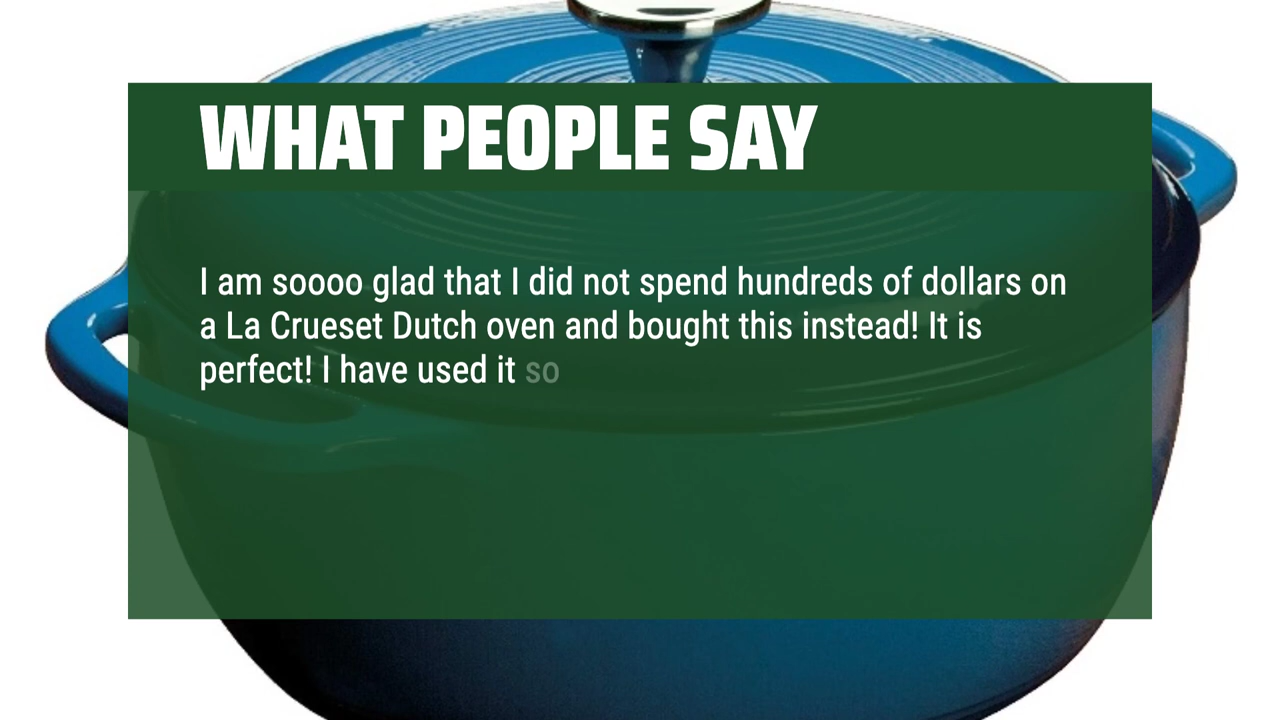 WHAT PEOPLE SAY
I am soooo glad that I did not spend hundreds of dollars on
a La Crueset Dutch oven and bought this instead! It is
perfect! I have used it so